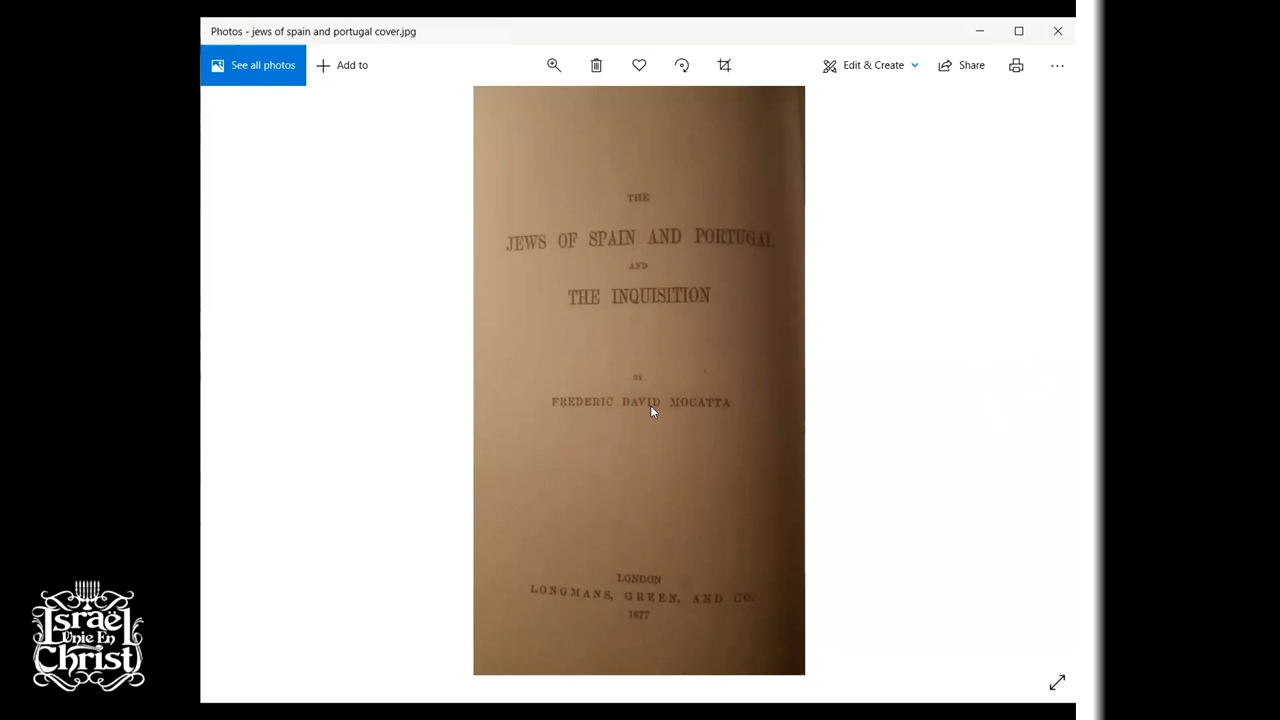 Photos - jews of spain and portugal cover.jpg
See all photos
Add to
Edit & Create
Share
THE
JEWS OF SPAIN AND PORTUGAL
AND
THE INQUISITION
BY
FREDERIC DAVID MOCATTA
LONDON
LONGMANS, GREEN, AND CO.
1877
Israël
Unie En
Christ